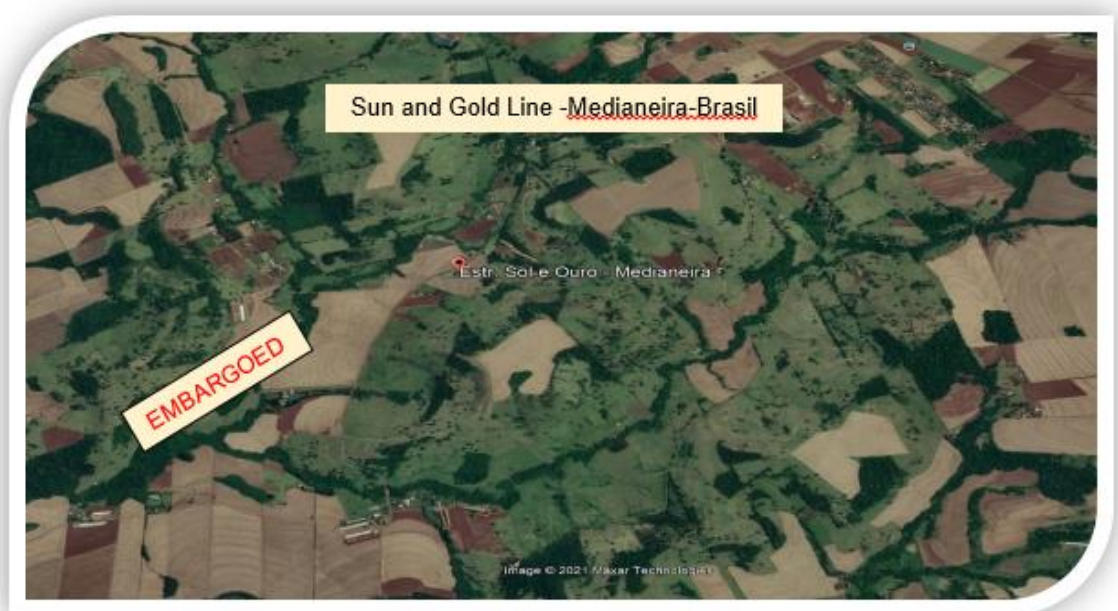 Sun and Gold Line -Medianeira-Brasil
Estr. Sol e Ouro - Medianeira
EMBARGOED
Image © 2021 Maxar Technologies